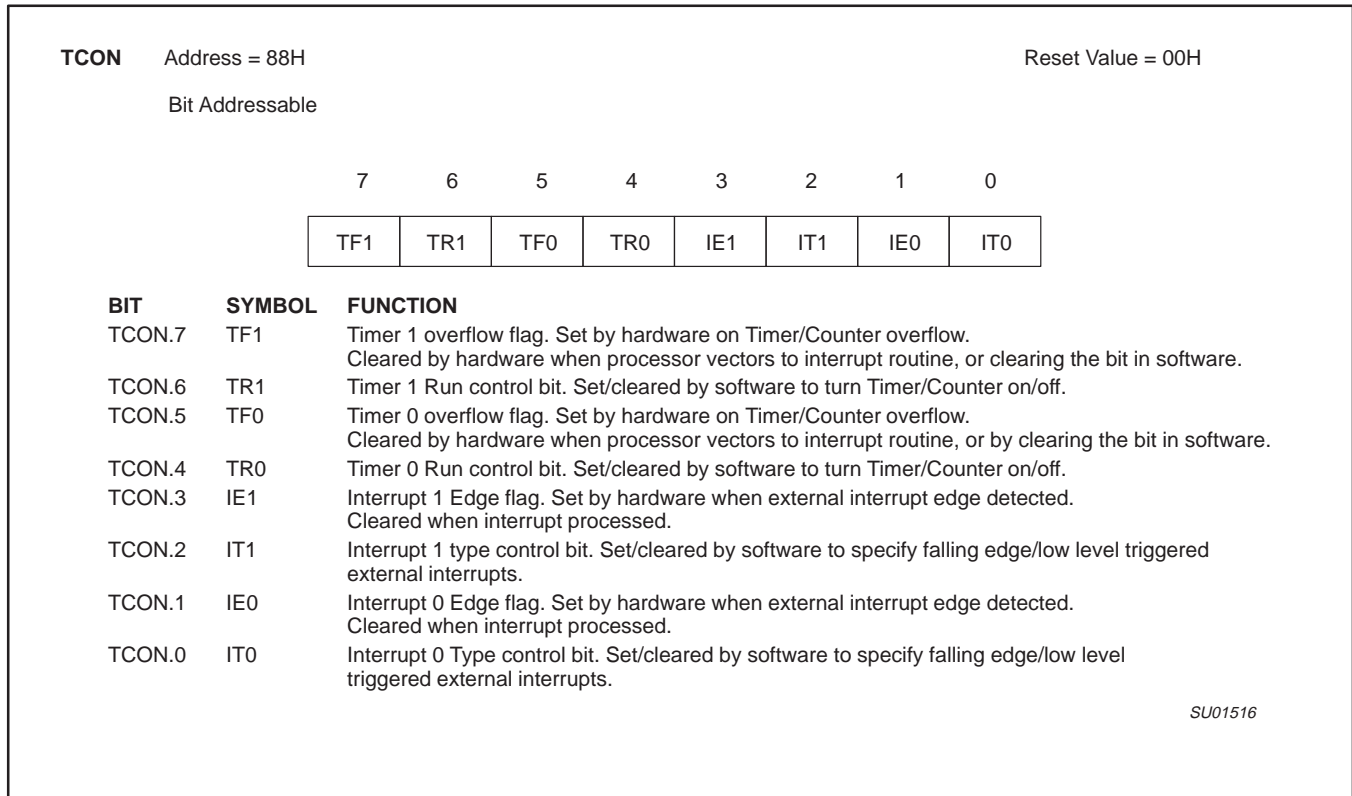 TCON Address = 88H Reset Value = 00H
Bit Addressable
7 6 5 4 3 2 1 0
TF1 TR1 TF0 TR0 IE1 IT1 IE0 IT0
BIT SYMBOL FUNCTION
TCON.7 TF1 Timer 1 overflow flag. Set by hardware on Timer/Counter overflow.
Cleared by hardware when processor vectors to interrupt routine, or clearing the bit in software.
TCON.6 TR1 Timer 1 Run control bit. Set/cleared by software to turn Timer/Counter on/off.
TCON.5 TF0 Timer 0 overflow flag. Set by hardware on Timer/Counter overflow.
Cleared by hardware when processor vectors to interrupt routine, or by clearing the bit in software.
TCON.4 TR0 Timer 0 Run control bit. Set/cleared by software to turn Timer/Counter on/off.
TCON.3 IE1 Interrupt 1 Edge flag. Set by hardware when external interrupt edge detected.
Cleared when interrupt processed.
TCON.2 IT1 Interrupt 1 type control bit. Set/cleared by software to specify falling edge/low level triggered
external interrupts.
TCON.1 IE0 Interrupt 0 Edge flag. Set by hardware when external interrupt edge detected.
Cleared when interrupt processed.
TCON.0 IT0 Interrupt 0 Type control bit. Set/cleared by software to specify falling edge/low level
triggered external interrupts.
SU01516